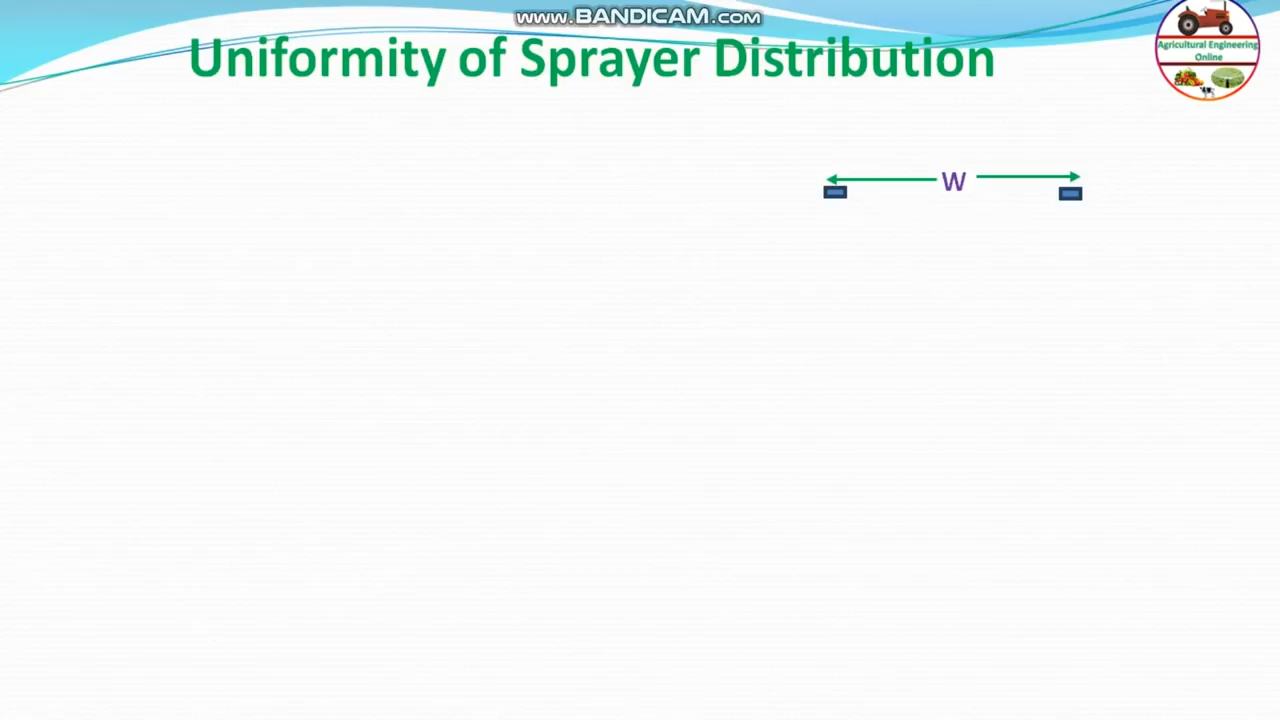 www.BANDICAM.com
Uniformity of Sprayer Distribution
Agricultural Engineering
Online
W